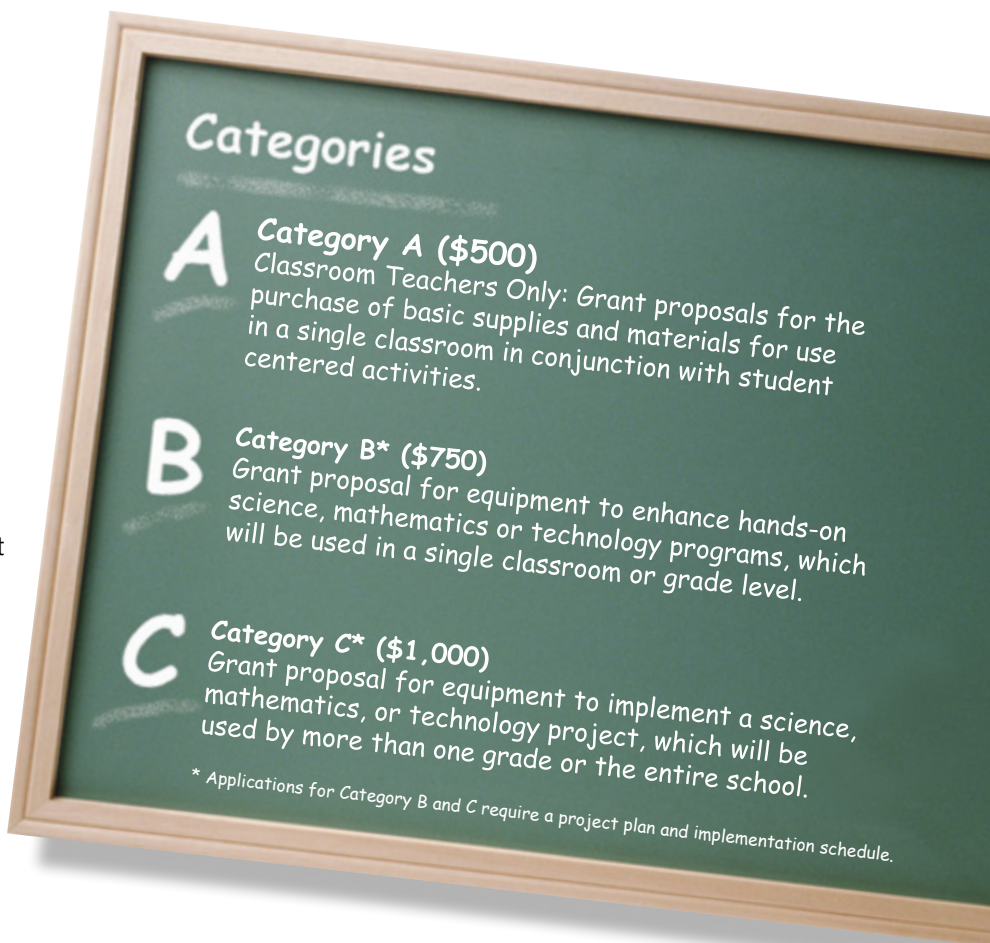 Categories
A
Category A ($500)
Classroom Teachers Only: Grant proposals for the
purchase of basic supplies and materials for use
in a single classroom in conjunction with student
centered activities.
B
Category B* ($750)
Grant proposal for equipment to enhance hands-on
science, mathematics or technology programs, which
will be used in a single classroom or grade level.
t
C
Category C* ($1,000)
Grant proposal for equipment to implement a science,
mathematics, or technology project, which will be
used by more than one grade or the entire school.
* Applications for Category B and C require a project plan and implementation schedule.